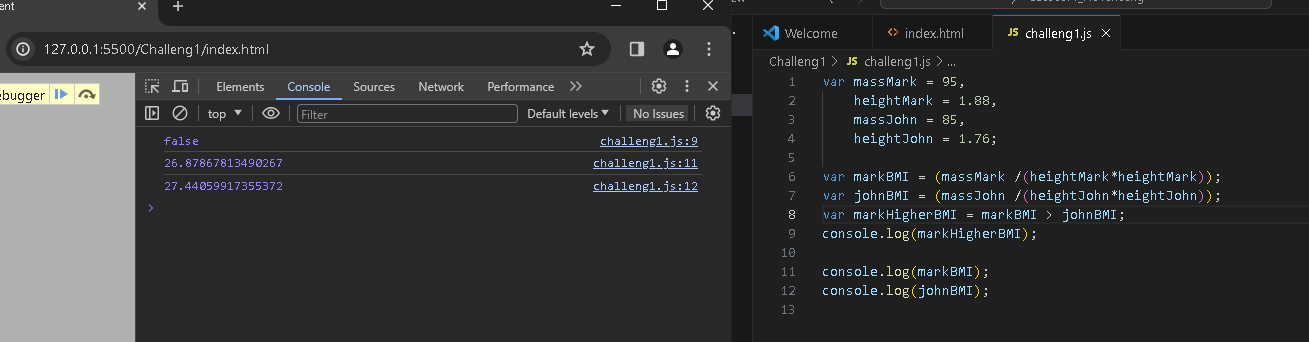 ent
127.0.0.1:5500/Challeng1/index.html
ebugger
Elements Console Sources Network Performance
top Filter Default levels No Issues
false challeng1.js:9
26.87867813490267 challeng1.js:11
27.44059917355372 challeng1.js:12
Welcome index.html JS challeng1.js
Challeng1 > JS challeng1.js > ...
1 var massMark = 95,
2 heightMark = 1.88,
3 massJohn = 85,
4 heightJohn = 1.76;
5
6 var markBMI = (massMark /(heightMark*heightMark));
7 var johnBMI = (massJohn /(heightJohn*heightJohn));
8 var markHigherBMI = markBMI > johnBMI;
9 console.log(markHigherBMI);
10
11 console.log(markBMI);
12 console.log(johnBMI);
13